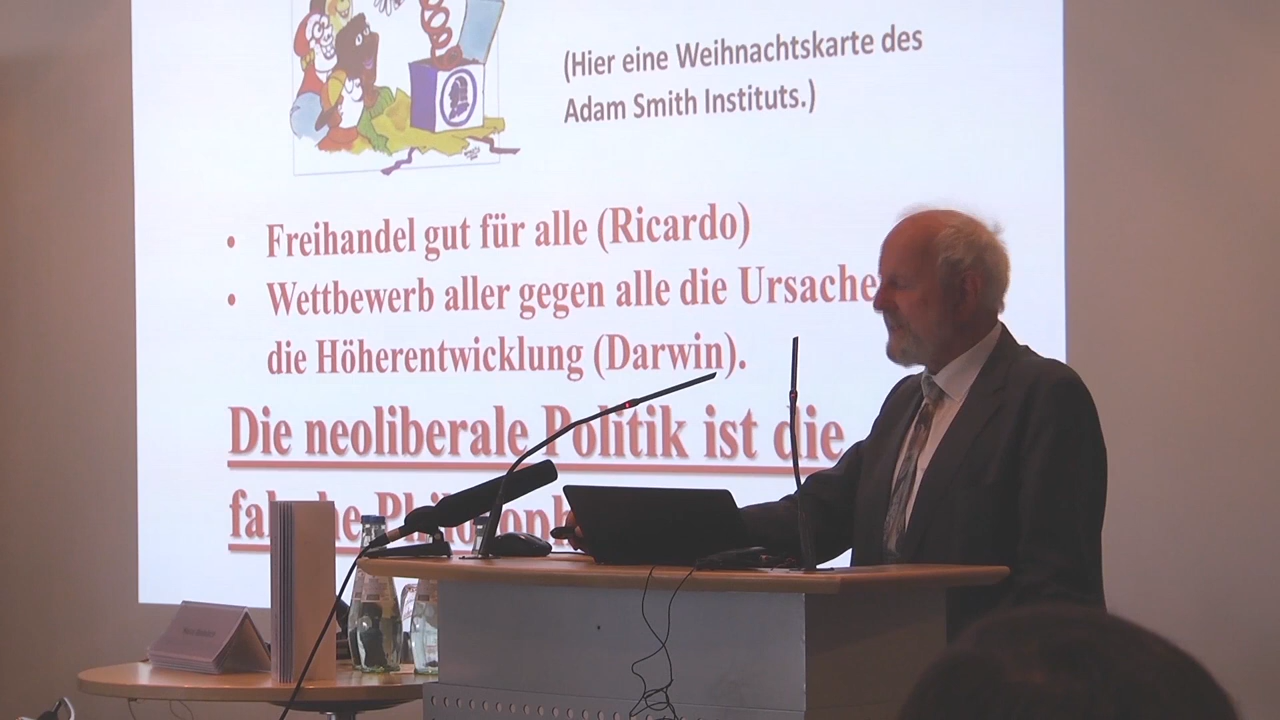 (Hier eine Weihnachtskarte des
Adam Smith Instituts.)
• Freihandel gut für alle (Ricardo)
• Wettbewerb aller gegen alle die Ursache
die Höherentwicklung (Darwin).
Die neoliberale Politik ist die